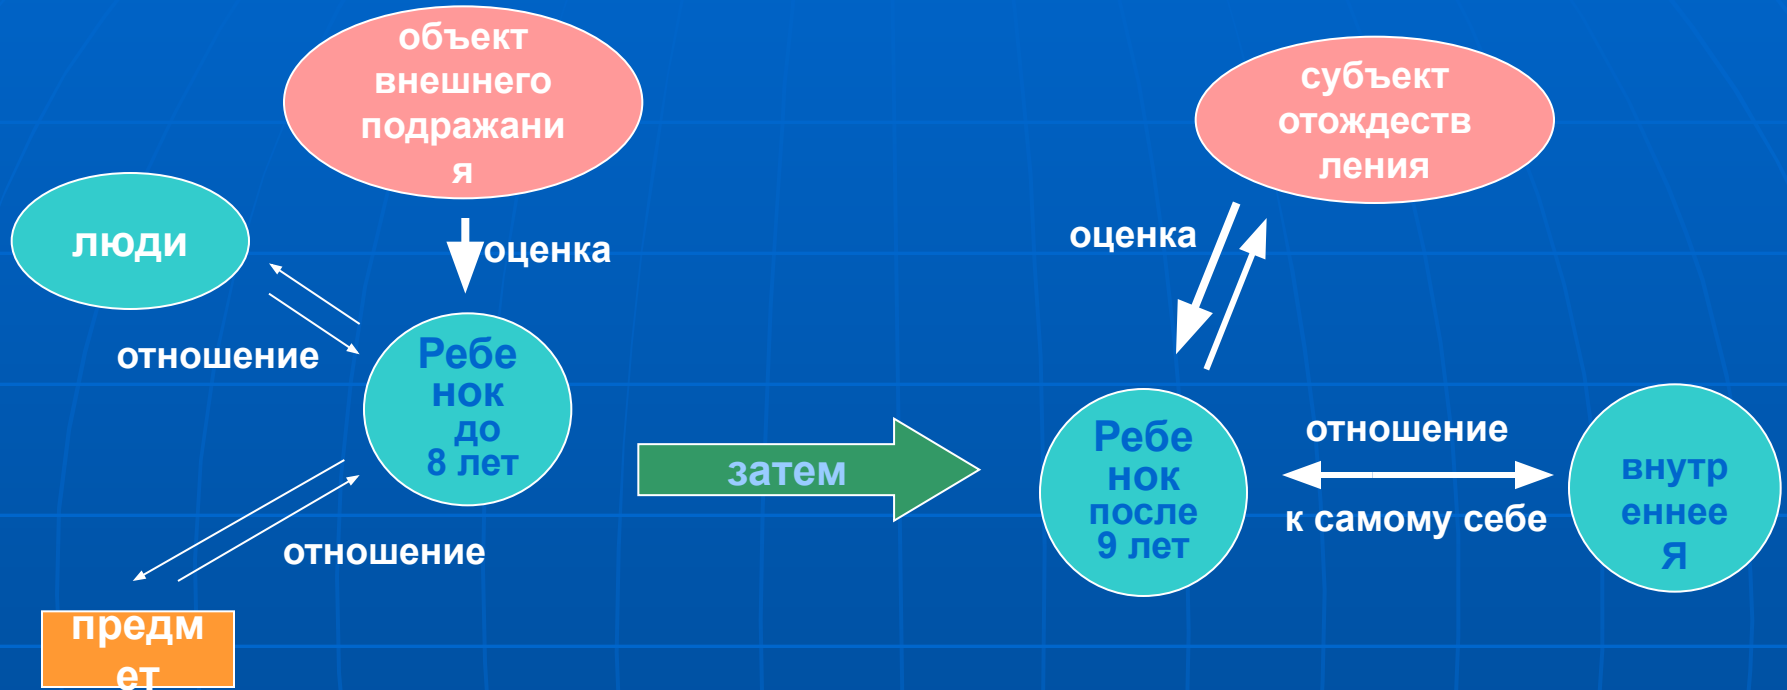 объект
внешнего
подражани
я
люди
оценка
отношение
Ребе
нок
до
8 лет
отношение
предм
ет
затем
субъект
отождеств
ления
оценка
Ребе
нок
после
9 лет
отношение
к самому себе
внутр
еннее
Я